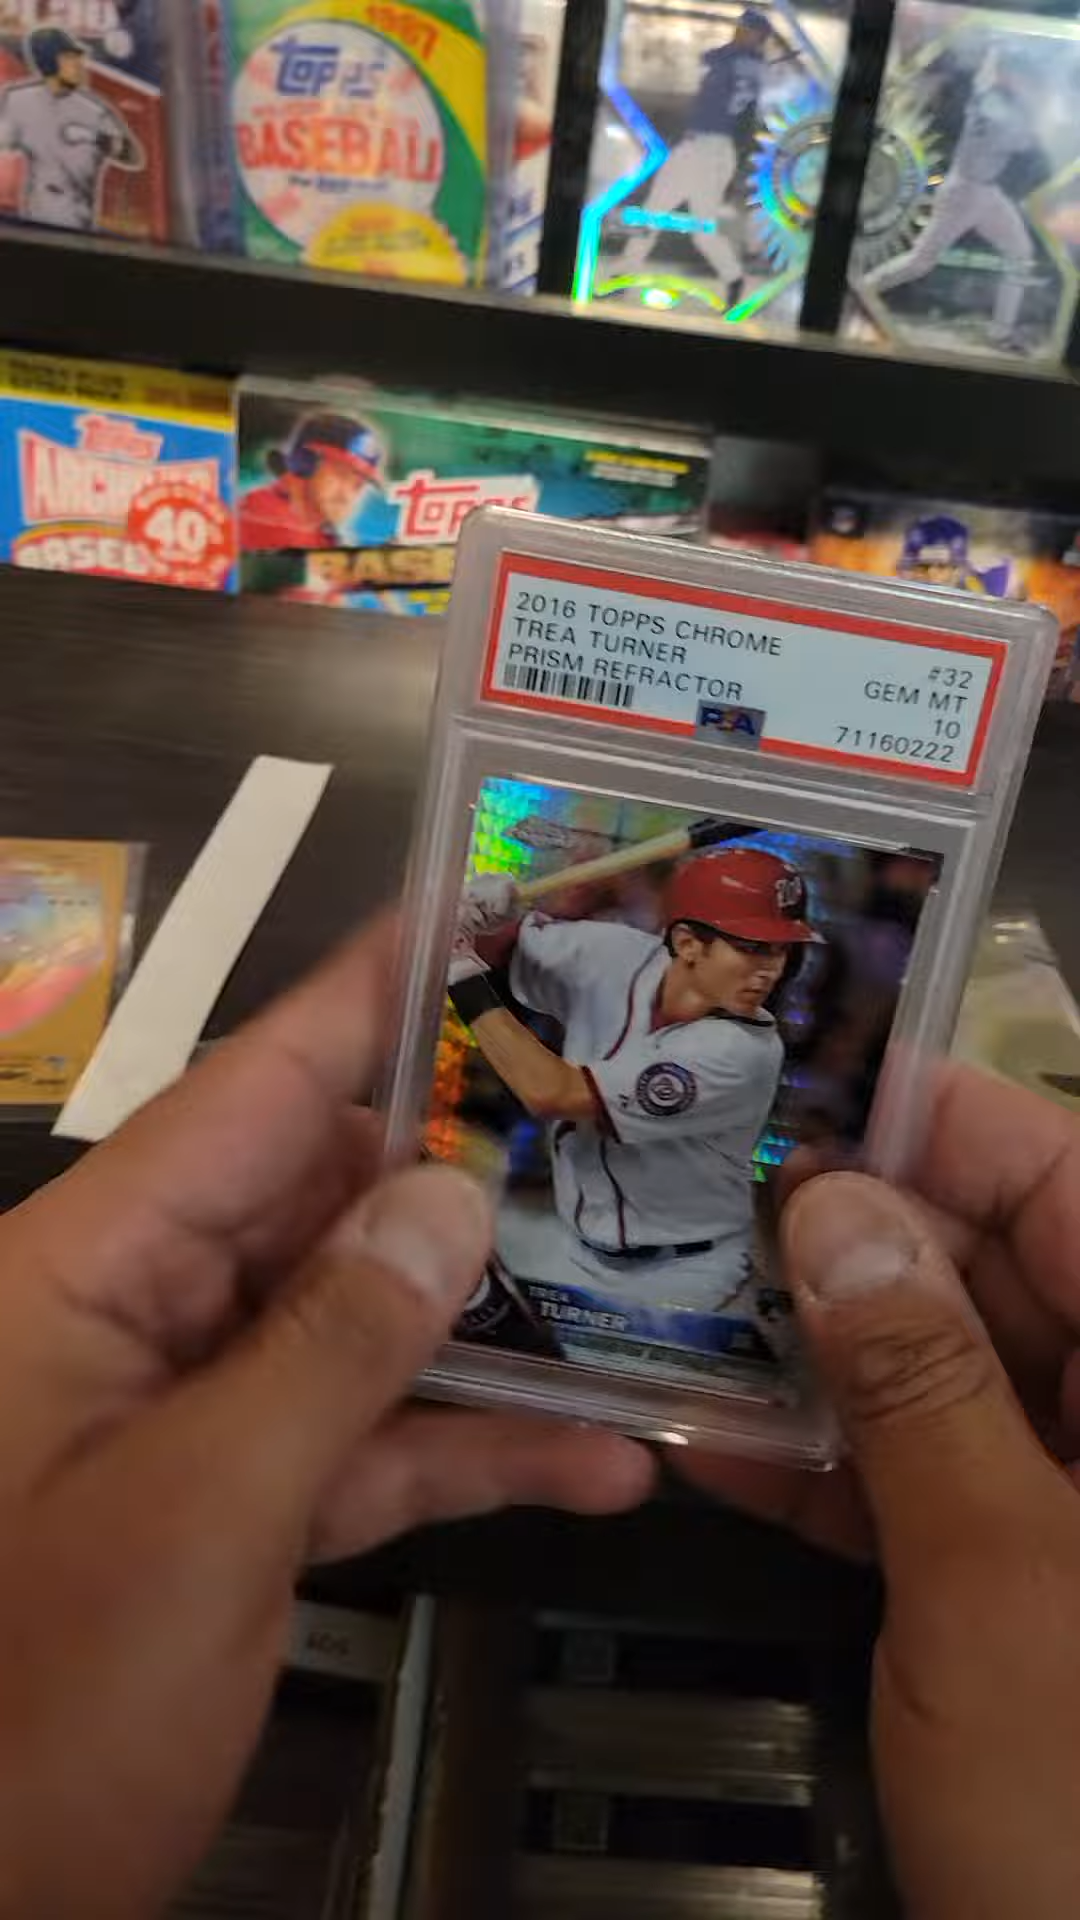 1987
Topps
BASEBALL
Topps
ARCHIVES
40
BASEBALL
Topps
BASE
2016 TOPPS CHROME
TREA TURNER
PRISM REFRACTOR
#32
GEM MT
10
PSA
71160222
TREA
TURNER